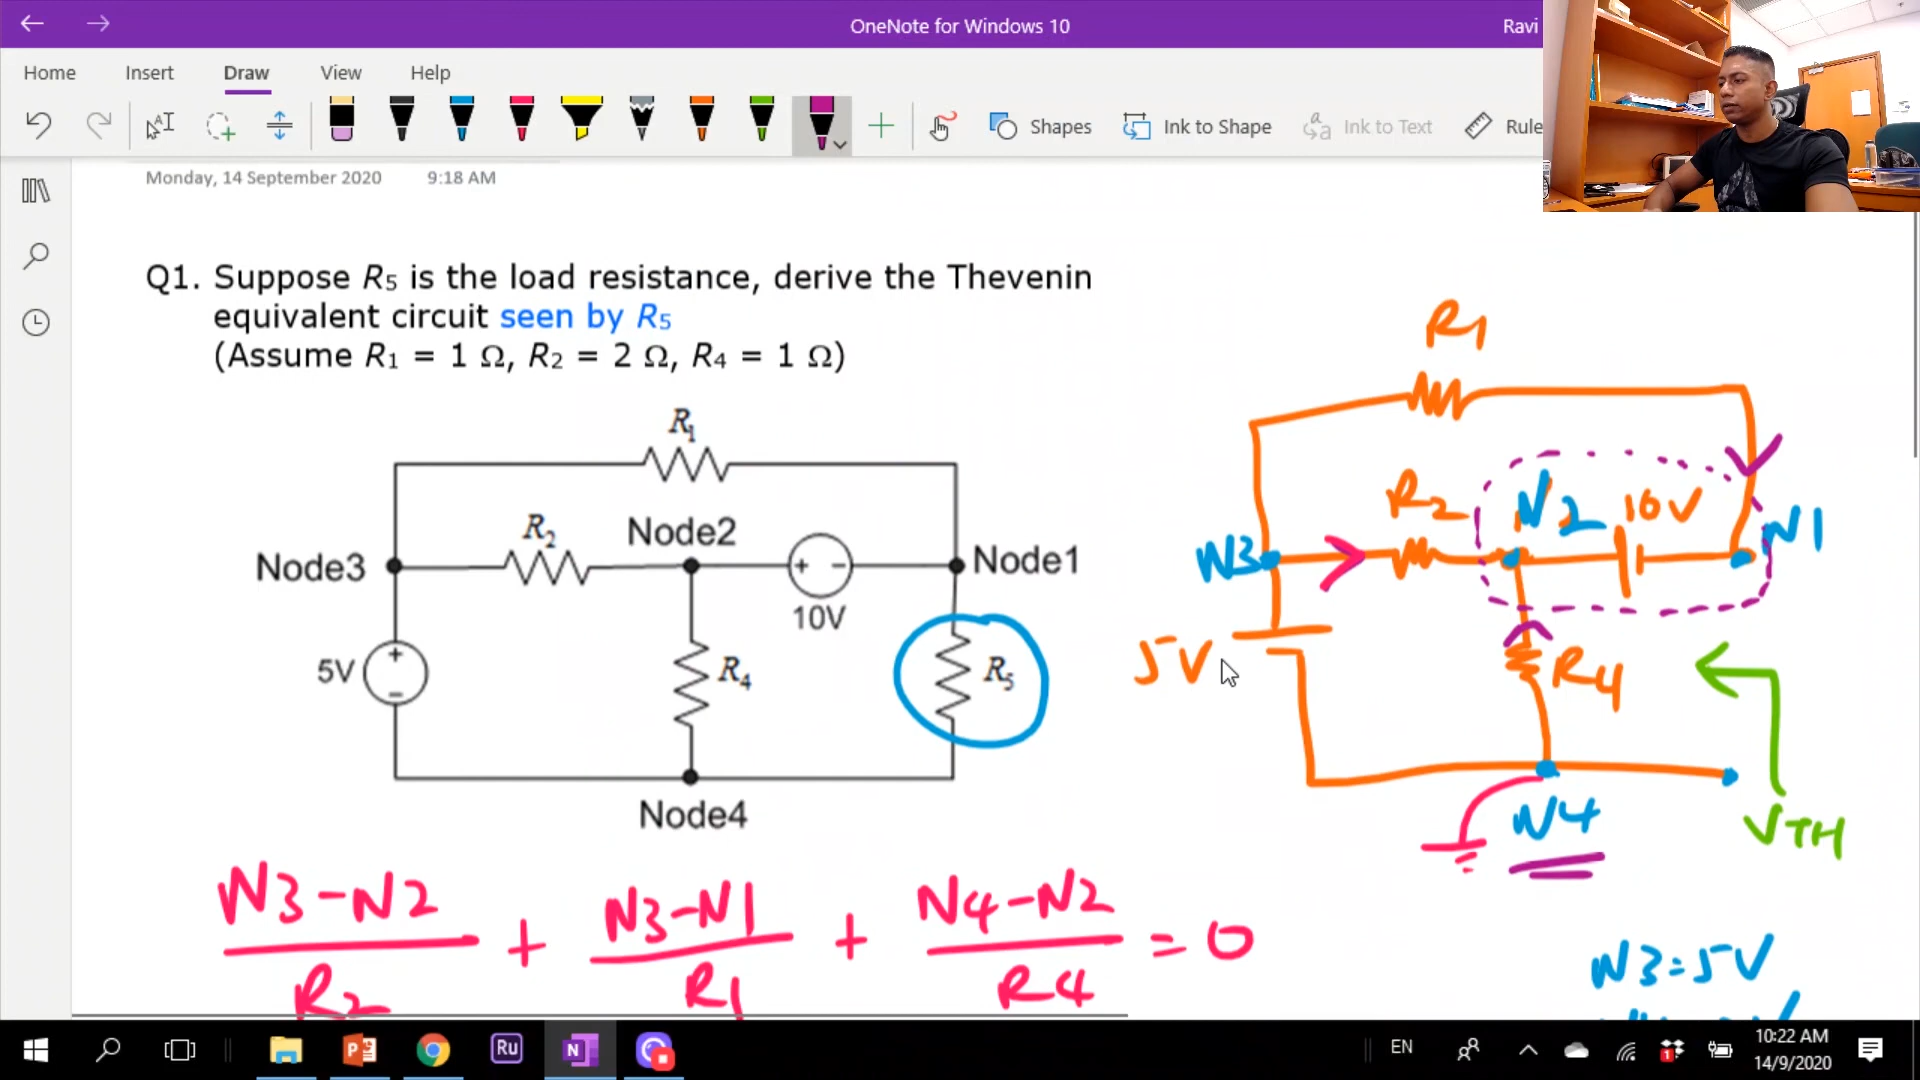 OneNote for Windows 10
Ravi
Home Insert Draw View Help
Shapes Ink to Shape Ink to Text Rule
Monday, 14 September 2020 9:18 AM
Q1. Suppose R5 is the load resistance, derive the Thevenin
equivalent circuit seen by R5
(Assume R1 = 1 Ω, R2 = 2 Ω, R4 = 1 Ω)
R1
R2
Node2
Node3
+ -
Node1
10V
5V
+
-
R4
R5
Node4
R1
R2
N2
10V
N1
N3
5V
R4
N4
VTH
N3-N2 / R2 + N3-N1 / R1 + N4-N2 / R4 = 0
N3=5V
Ru
N
EN
1
10:22 AM
14/9/2020